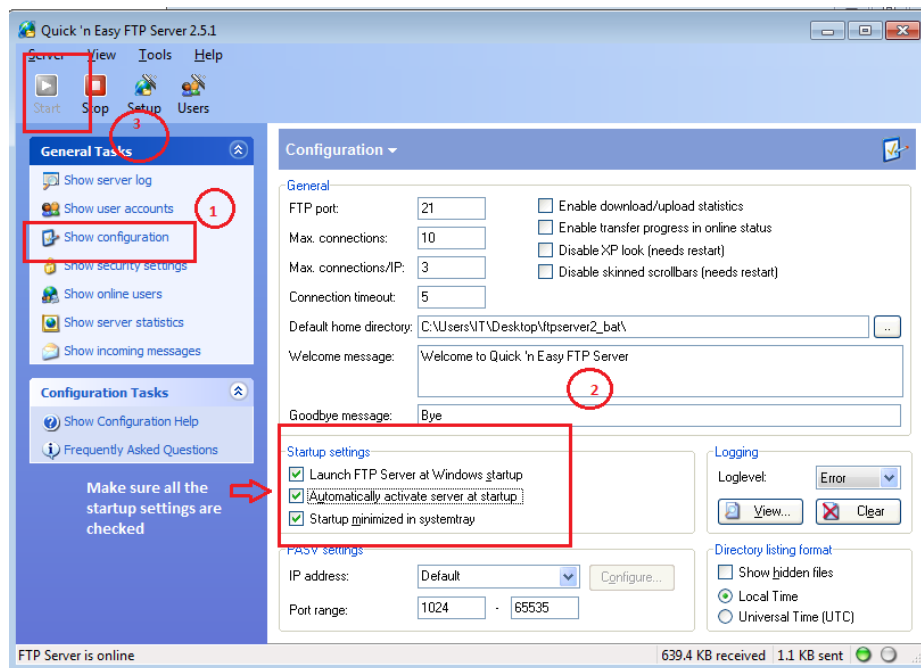 Quick 'n Easy FTP Server 2.5.1
Server View Tools Help
Start Stop Setup Users
3
General Tasks
Show server log
Show user accounts
1
Show configuration
Show security settings
Show online users
Show server statistics
Show incoming messages
Configuration Tasks
Show Configuration Help
Frequently Asked Questions
Make sure all the
startup settings are
checked
Configuration
General
FTP port: 21
Max. connections: 10
Max. connections/IP: 3
Connection timeout: 5
Enable download/upload statistics
Enable transfer progress in online status
Disable XP look (needs restart)
Disable skinned scrollbars (needs restart)
Default home directory: C:\Users\IT\Desktop\ftpserver2_bat\ ..
Welcome message: Welcome to Quick 'n Easy FTP Server
2
Goodbye message: Bye
Startup settings
Launch FTP Server at Windows startup
Automatically activate server at startup
Startup minimized in systemtray
Logging
Loglevel: Error
View... Clear
PASV settings
IP address: Default Configure...
Port range: 1024 - 65535
Directory listing format
Show hidden files
Local Time
Universal Time (UTC)
FTP Server is online 639.4 KB received 1.1 KB sent